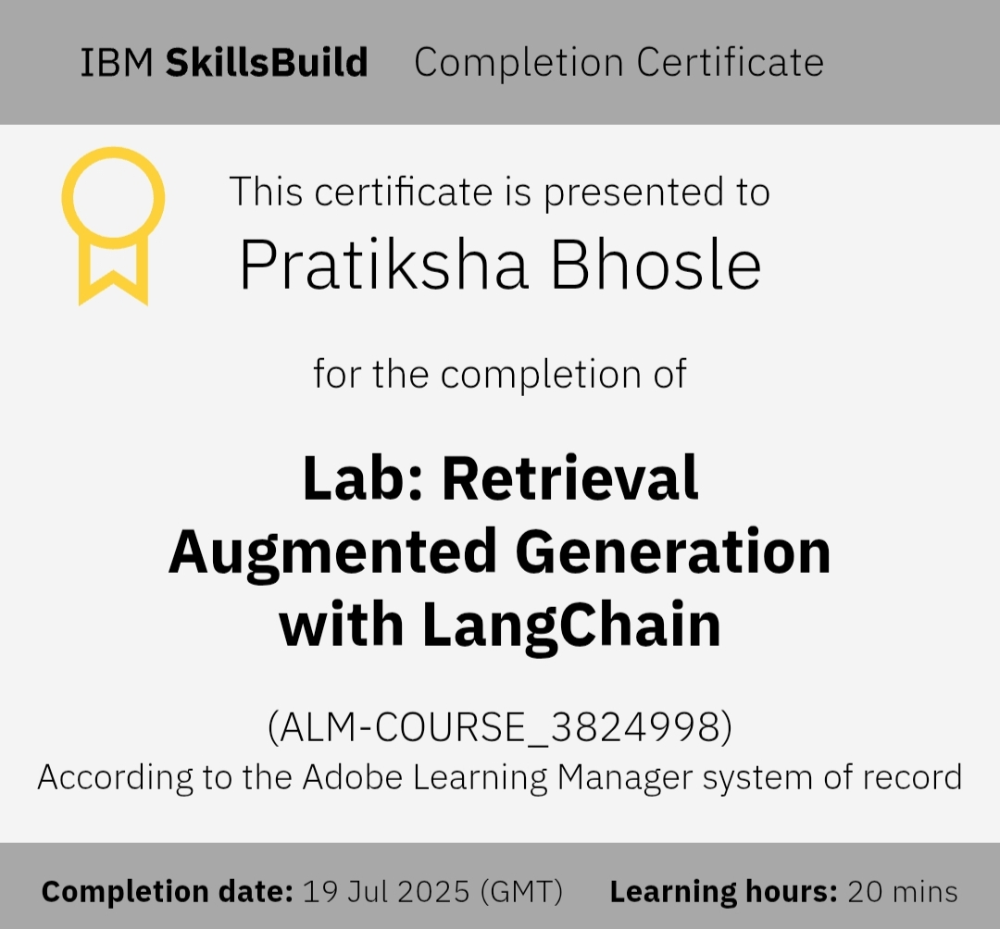 IBM SkillsBuild Completion Certificate
This certificate is presented to
Pratiksha Bhosle
for the completion of
Lab: Retrieval
Augmented Generation
with LangChain
(ALM-COURSE_3824998)
According to the Adobe Learning Manager system of record
Completion date: 19 Jul 2025 (GMT) Learning hours: 20 mins